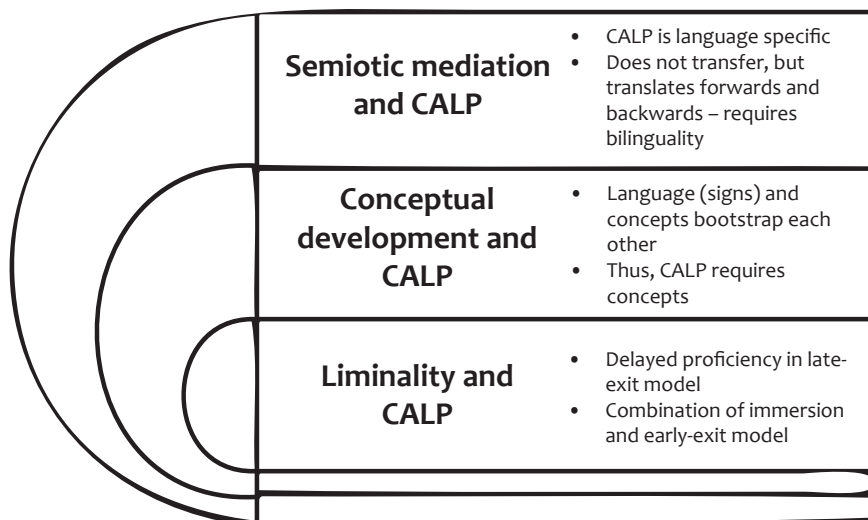 Semiotic mediation
and CALP
• CALP is language specific
• Does not transfer, but
translates forwards and
backwards – requires
bilinguality
Conceptual
development and
CALP
• Language (signs) and
concepts bootstrap each
other
• Thus, CALP requires
concepts
Liminality and
CALP
• Delayed proficiency in late-
exit model
• Combination of immersion
and early-exit model